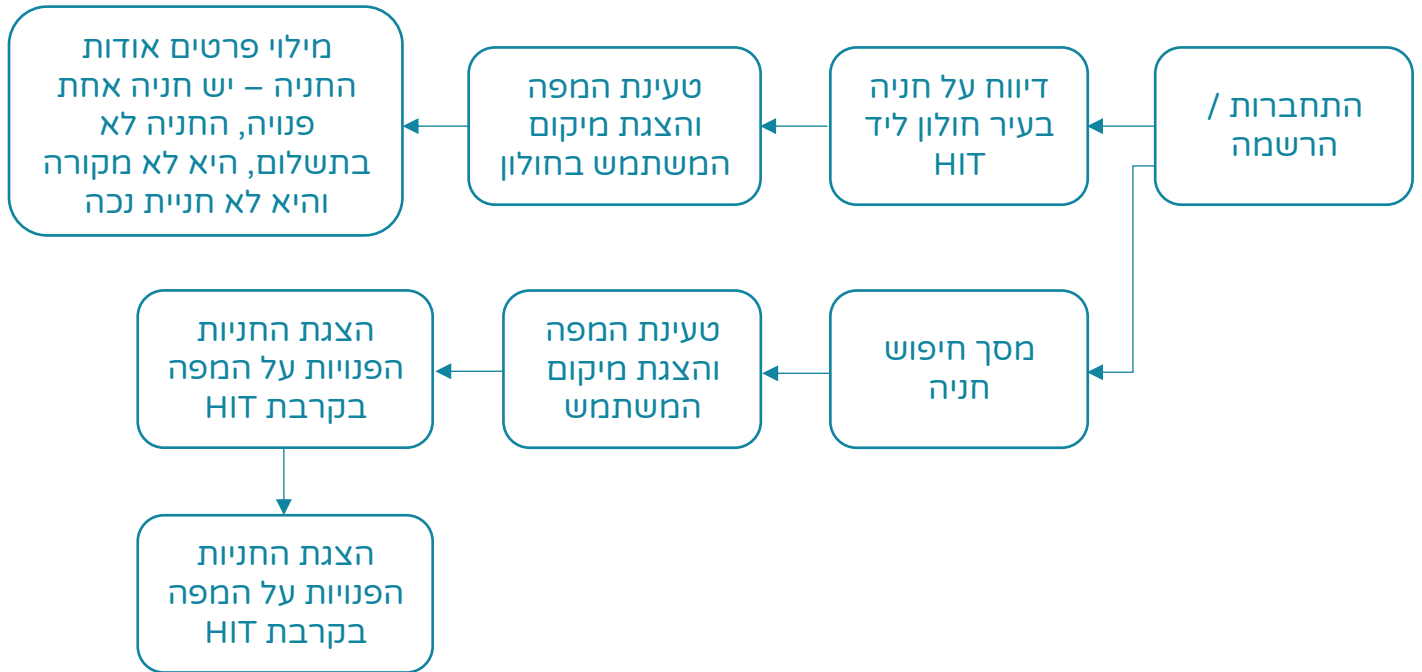 התחברות /
הרשמה
דיווח על חניה
בעיר חולון ליד
HIT
טעינת המפה
והצגת מיקום
המשתמש בחולון
מילוי פרטים אודות
החניה – יש חניה אחת
פנויה, החניה לא
בתשלום, היא לא מקורה
והיא לא חניית נכה
מסך חיפוש
חניה
טעינת המפה
והצגת מיקום
המשתמש
הצגת החניות
הפנויות על המפה
בקרבת HIT
הצגת החניות
הפנויות על המפה
בקרבת HIT